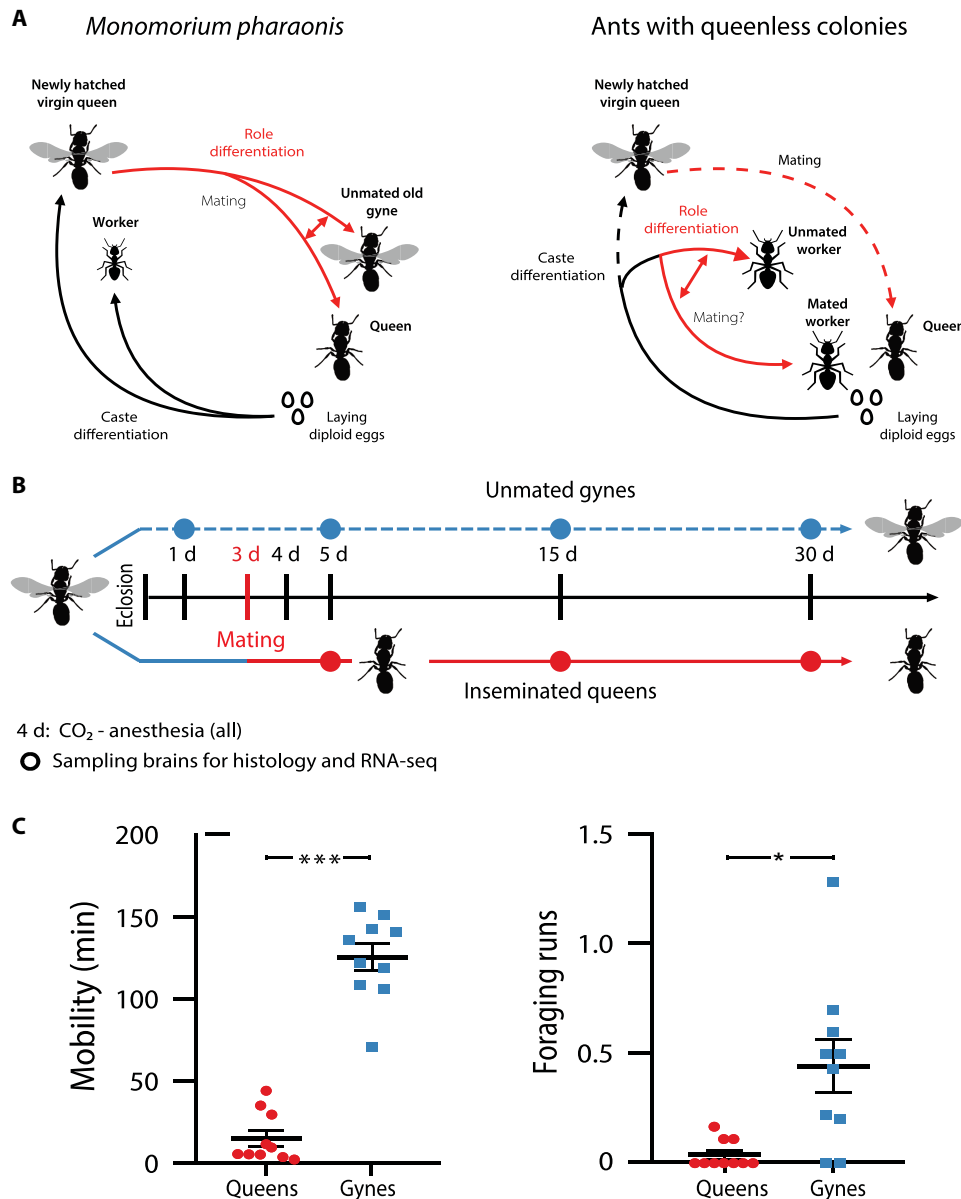 A
Monomorium pharaonis
Ants with queenless colonies
Newly hatched
virgin queen
Role
differentiation
Mating
Unmated old
gyne
Worker
Queen
Caste
differentiation
Laying
diploid eggs
Newly hatched
virgin queen
Mating
Role
differentiation
Unmated
worker
Caste
differentiation
Mating?
Mated
worker
Queen
Laying
diploid eggs
B
Unmated gynes
1 d
3 d
4 d
5 d
15 d
30 d
Eclosion
Mating
Inseminated queens
4 d: CO₂ - anesthesia (all)
Sampling brains for histology and RNA-seq
C
Mobility (min)
200
150
100
50
0
***
Queens
Gynes
Foraging runs
1.5
1.0
0.5
0
*
Queens
Gynes